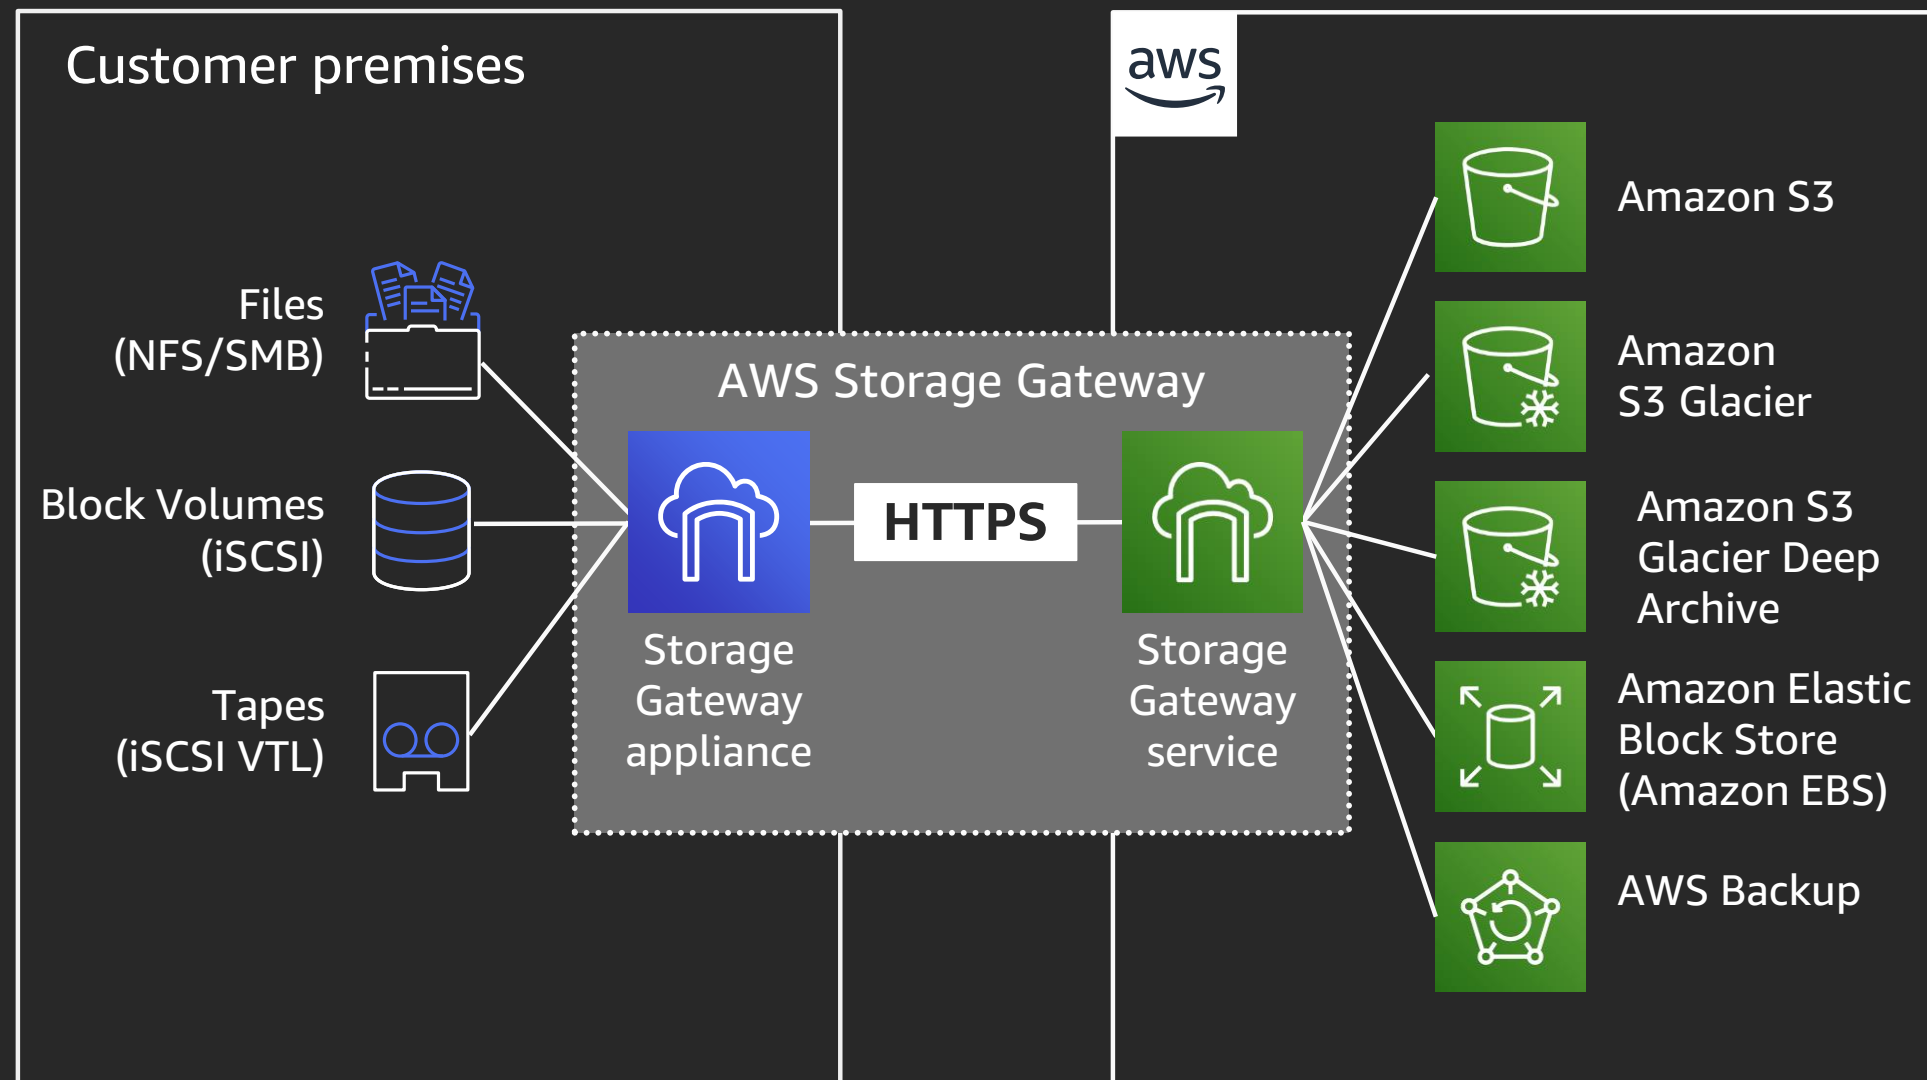 Customer premises
aws
Files
(NFS/SMB)
Block Volumes
(iSCSI)
Tapes
(iSCSI VTL)
AWS Storage Gateway
HTTPS
Storage
Gateway
appliance
Storage
Gateway
service
Amazon S3
Amazon
S3 Glacier
Amazon S3
Glacier Deep
Archive
Amazon Elastic
Block Store
(Amazon EBS)
AWS Backup